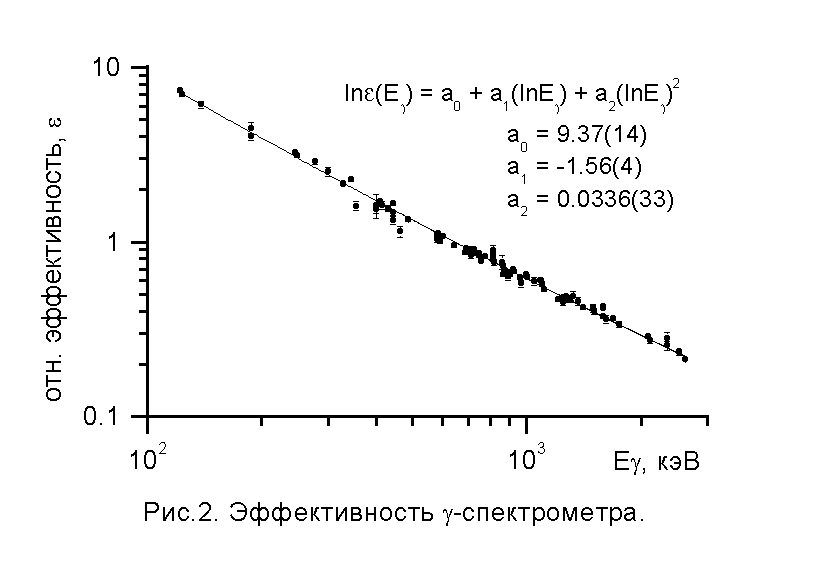 10
lnε(Eγ) = a0 + a1(lnEγ) + a2(lnEγ)2
a0 = 9.37(14)
a1 = -1.56(4)
a2 = 0.0336(33)
отн. эффективность, ε
1
0.1
102
103
Eγ, кэВ
Рис.2. Эффективность γ-спектрометра.